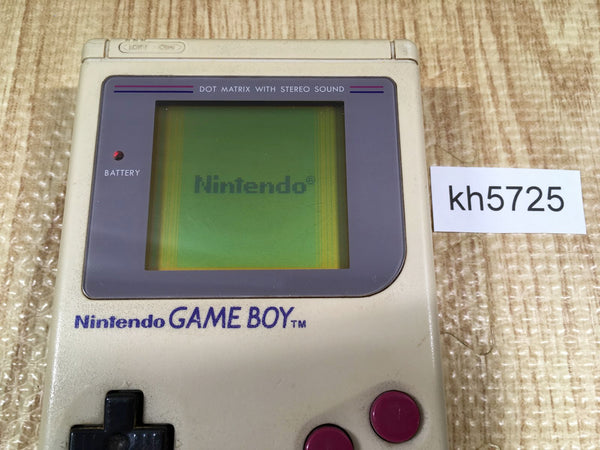 DOT MATRIX WITH STEREO SOUND
BATTERY
Nintendo®
kh5725
Nintendo GAME BOY™